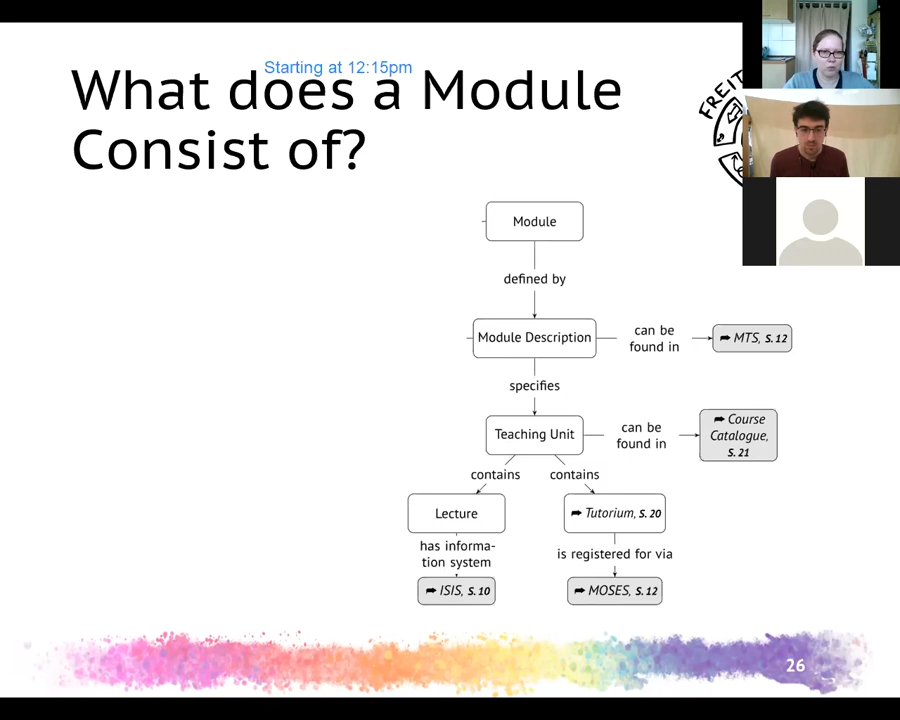 Starting at 12:15pm
What does a Module
Consist of?
FREIT
Module
defined by
Module Description
can be
found in
➨ MTS, S. 12
specifies
Teaching Unit
can be
found in
➨ Course
Catalogue,
S. 21
contains
contains
Lecture
➨ Tutorium, S. 20
has informa-
tion system
is registered for via
➨ ISIS, S. 10
➨ MOSES, S. 12
26